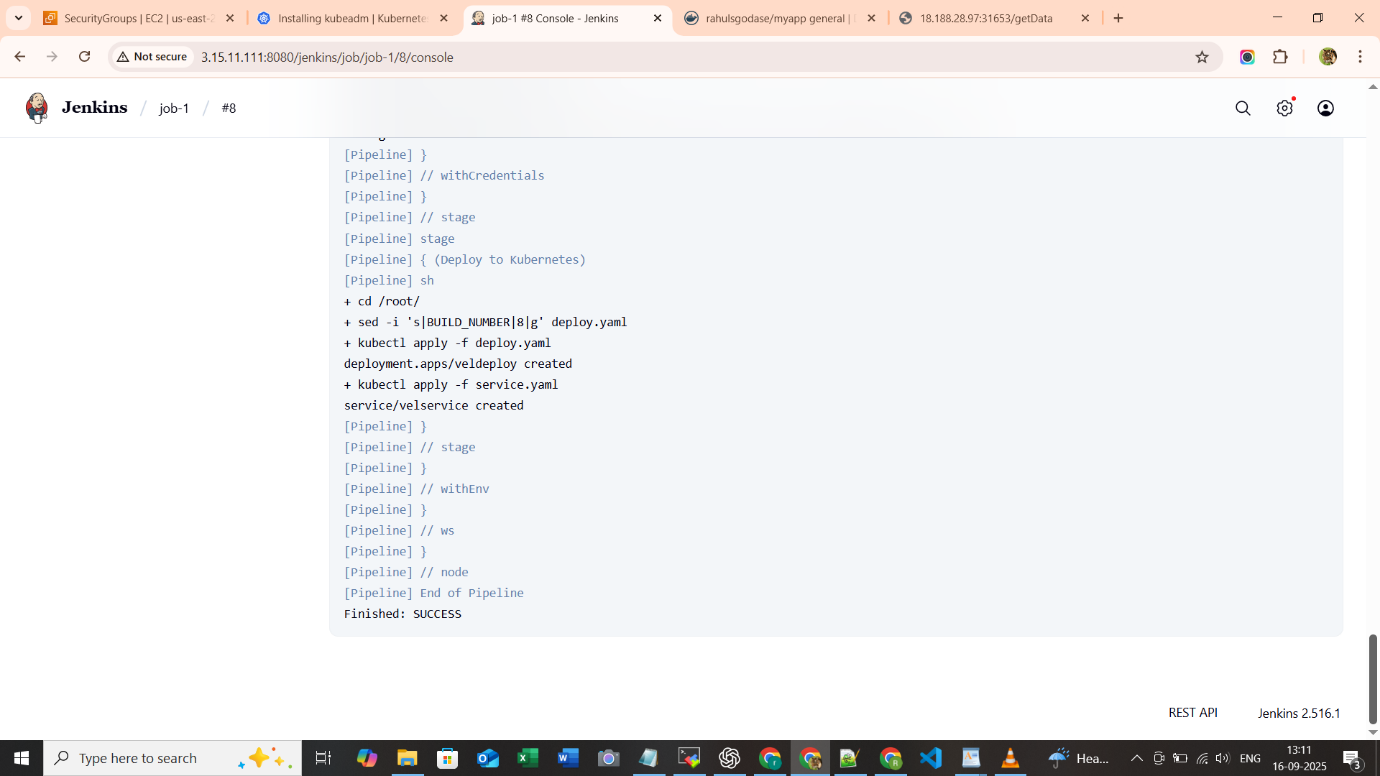 SecurityGroups | EC2 | us-east-2
Installing kubeadm | Kubernetes
job-1 #8 Console - Jenkins
rahulsgodase/myapp general |
18.188.28.97:31653/getData
Not secure
3.15.11.111:8080/jenkins/job/job-1/8/console
Jenkins / job-1 / #8
[Pipeline] }
[Pipeline] // withCredentials
[Pipeline] }
[Pipeline] // stage
[Pipeline] stage
[Pipeline] { (Deploy to Kubernetes)
[Pipeline] sh
+ cd /root/
+ sed -i 's|BUILD_NUMBER|8|g' deploy.yaml
+ kubectl apply -f deploy.yaml
deployment.apps/veldeploy created
+ kubectl apply -f service.yaml
service/velservice created
[Pipeline] }
[Pipeline] // stage
[Pipeline] }
[Pipeline] // withEnv
[Pipeline] }
[Pipeline] // ws
[Pipeline] }
[Pipeline] // node
[Pipeline] End of Pipeline
Finished: SUCCESS
REST API
Jenkins 2.516.1
Type here to search
Hea...
ENG
13:11
16-09-2025
3